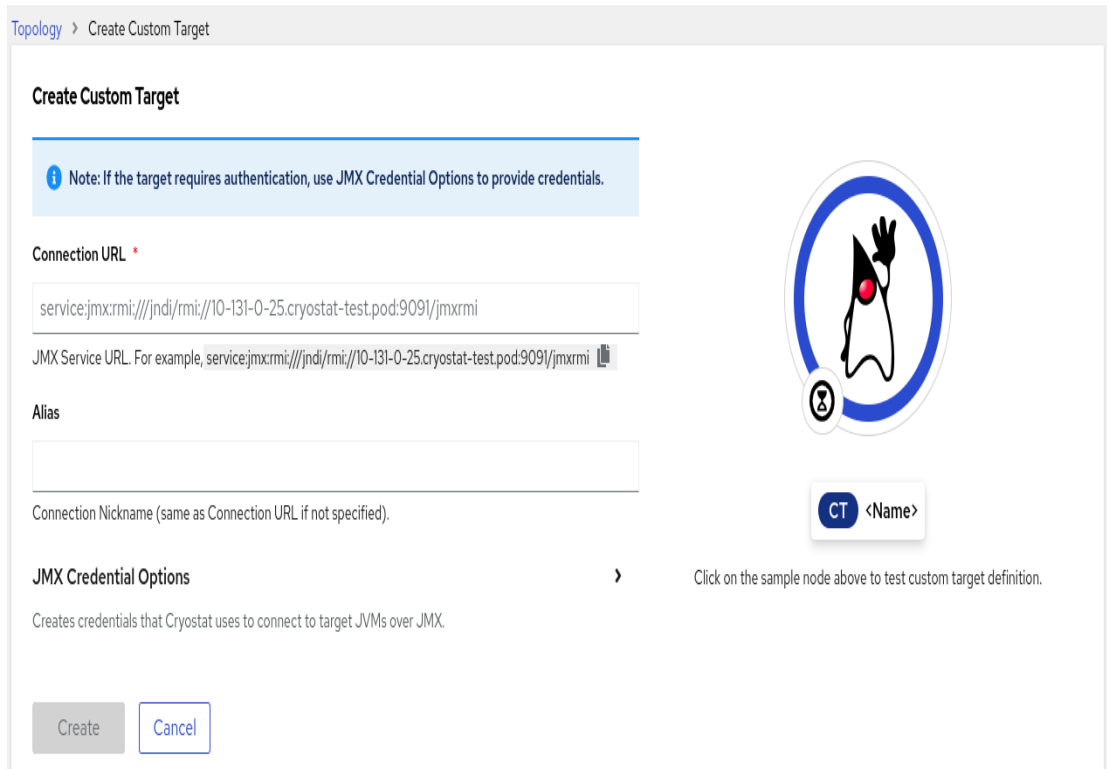 Topology > Create Custom Target
Create Custom Target
Note: If the target requires authentication, use JMX Credential Options to provide credentials.
Connection URL *
service:jmx:rmi:///jndi/rmi://10-131-0-25.cryostat-test.pod:9091/jmxrmi
JMX Service URL. For example, service:jmx:rmi:///jndi/rmi://10-131-0-25.cryostat-test.pod:9091/jmxrmi
Alias
Connection Nickname (same as Connection URL if not specified).
JMX Credential Options
Creates credentials that Cryostat uses to connect to target JVMs over JMX.
Create Cancel
CT <Name>
Click on the sample node above to test custom target definition.